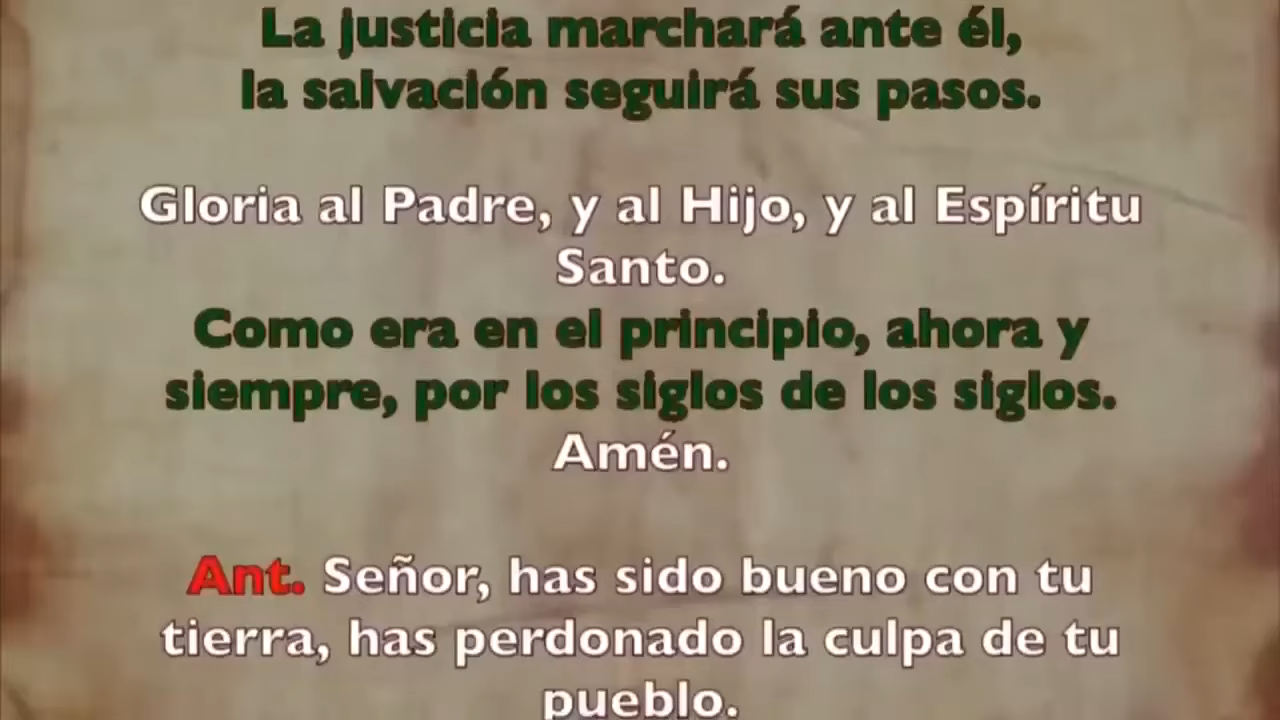 La justicia marchará ante él,
la salvación seguirá sus pasos.
Gloria al Padre, y al Hijo, y al Espíritu
Santo.
Como era en el principio, ahora y
siempre, por los siglos de los siglos.
Amén.
Ant. Señor, has sido bueno con tu
tierra, has perdonado la culpa de tu
pueblo.